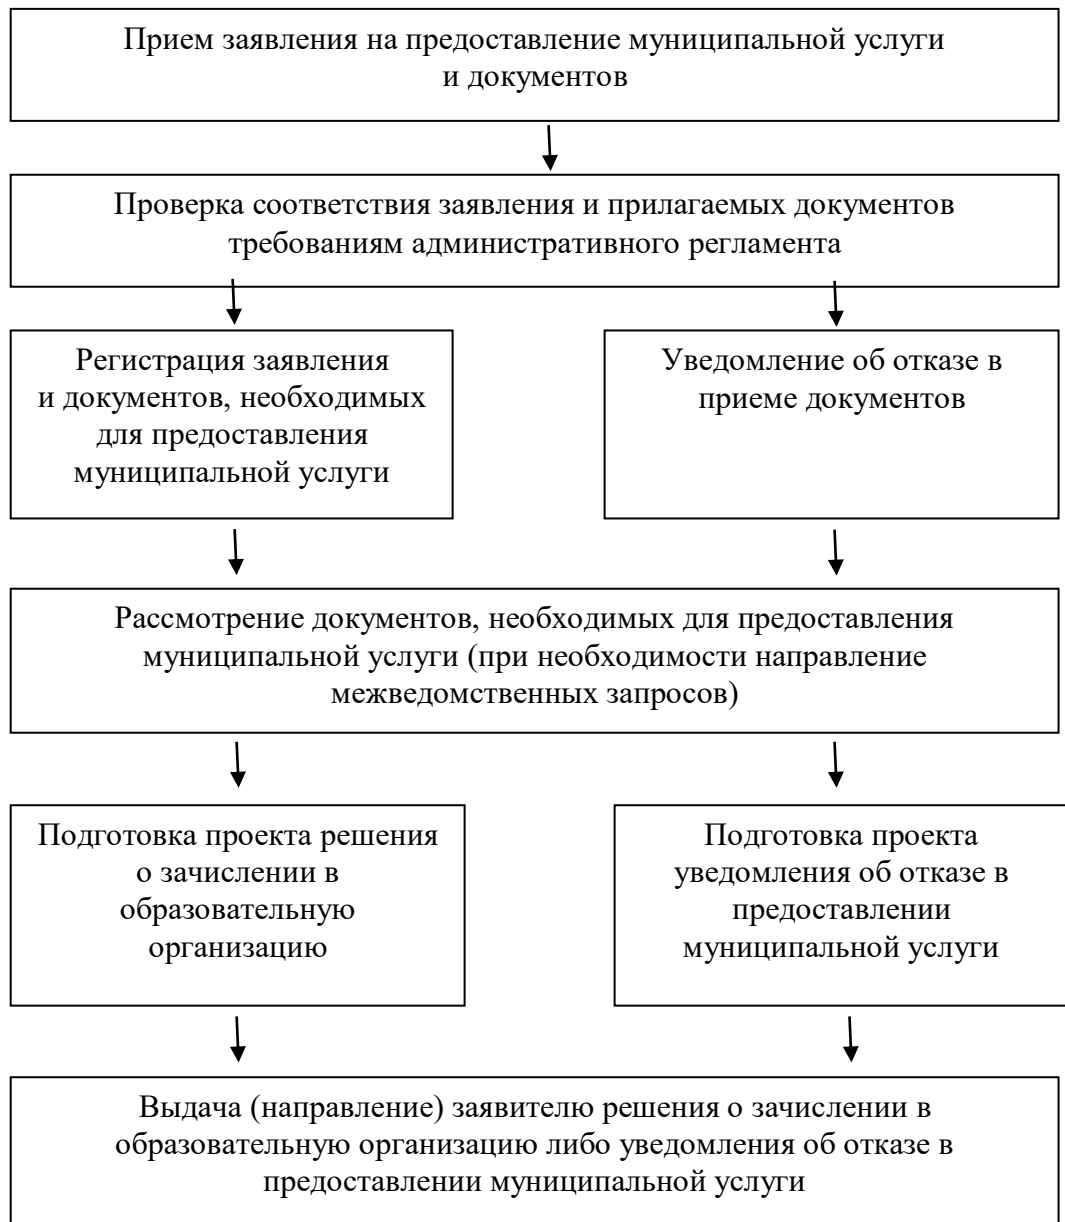 Прием заявления на предоставление муниципальной услуги
и документов
Проверка соответствия заявления и прилагаемых документов
требованиям административного регламента
Регистрация заявления
и документов, необходимых
для предоставления
муниципальной услуги
Уведомление об отказе в
приеме документов
Рассмотрение документов, необходимых для предоставления
муниципальной услуги (при необходимости направление
межведомственных запросов)
Подготовка проекта решения
о зачислении в
образовательную
организацию
Подготовка проекта
уведомления об отказе в
предоставлении
муниципальной услуги
Выдача (направление) заявителю решения о зачислении в
образовательную организацию либо уведомления об отказе в
предоставлении муниципальной услуги